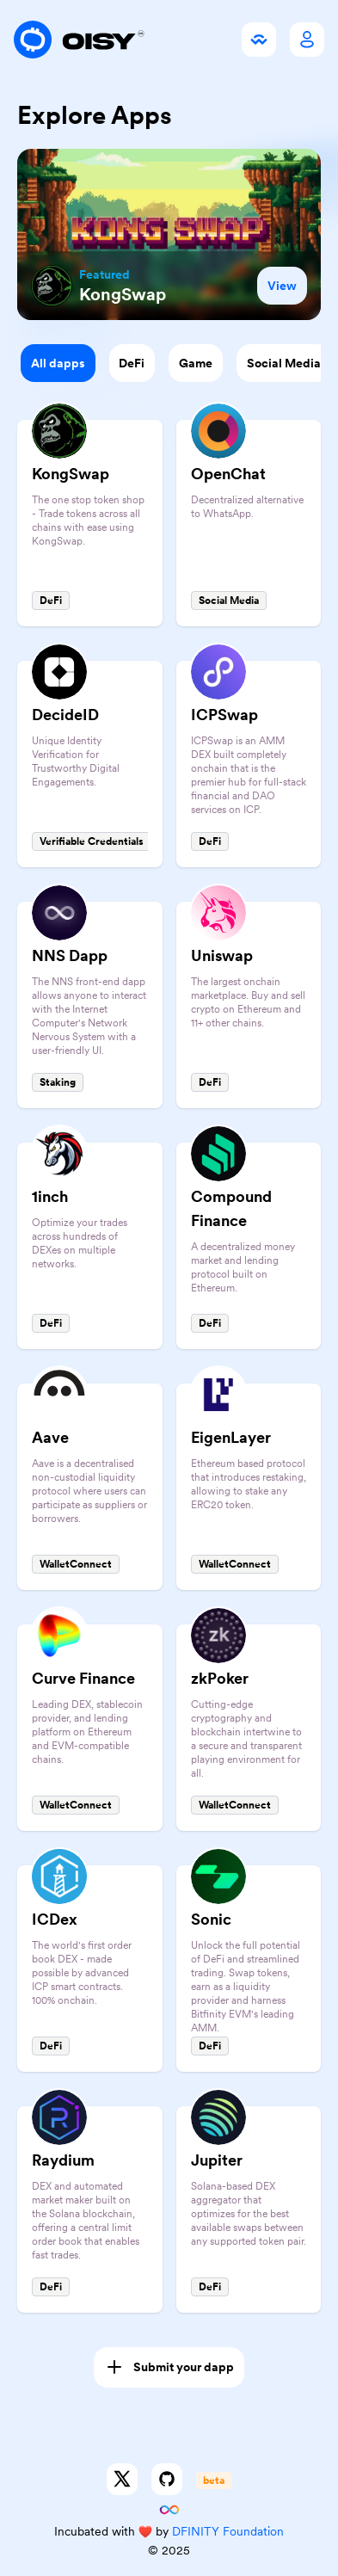 OISY
Explore Apps
KONG SWAP
Featured
KongSwap
View
All dapps
DeFi
Game
Social Media
KongSwap
The one stop token shop
- Trade tokens across all
chains with ease using
KongSwap.
DeFi
OpenChat
Decentralized alternative
to WhatsApp.
Social Media
DecideID
Unique Identity
Verification for
Trustworthy Digital
Engagements.
Verifiable Credentials
ICPSwap
ICPSwap is an AMM
DEX built completely
onchain that is the
premier hub for full-stack
financial and DAO
services on ICP.
DeFi
NNS Dapp
The NNS front-end dapp
allows anyone to interact
with the Internet
Computer's Network
Nervous System with a
user-friendly UI.
Staking
Uniswap
The largest onchain
marketplace. Buy and sell
crypto on Ethereum and
11+ other chains.
DeFi
1inch
Optimize your trades
across hundreds of
DEXes on multiple
networks.
DeFi
Compound
Finance
A decentralized money
market and lending
protocol built on
Ethereum.
DeFi
Aave
Aave is a decentralised
non-custodial liquidity
protocol where users can
participate as suppliers or
borrowers.
WalletConnect
EigenLayer
Ethereum based protocol
that introduces restaking,
allowing to stake any
ERC20 token.
WalletConnect
Curve Finance
Leading DEX, stablecoin
provider, and lending
platform on Ethereum
and EVM-compatible
chains.
WalletConnect
zk
zkPoker
Cutting-edge
cryptography and
blockchain intertwine to
a secure and transparent
playing environment for
all.
WalletConnect
ICDex
The world's first order
book DEX - made
possible by advanced
ICP smart contracts.
100% onchain.
DeFi
Sonic
Unlock the full potential
of DeFi and streamlined
trading. Swap tokens,
earn as a liquidity
provider and harness
Bitfinity EVM's leading
AMM.
DeFi
Raydium
DEX and automated
market maker built on
the Solana blockchain,
offering a central limit
order book that enables
fast trades.
DeFi
Jupiter
Solana-based DEX
aggregator that
optimizes for the best
available swaps between
any supported token pair.
DeFi
Submit your dapp
beta
Incubated with ❤️ by DFINITY Foundation
© 2025